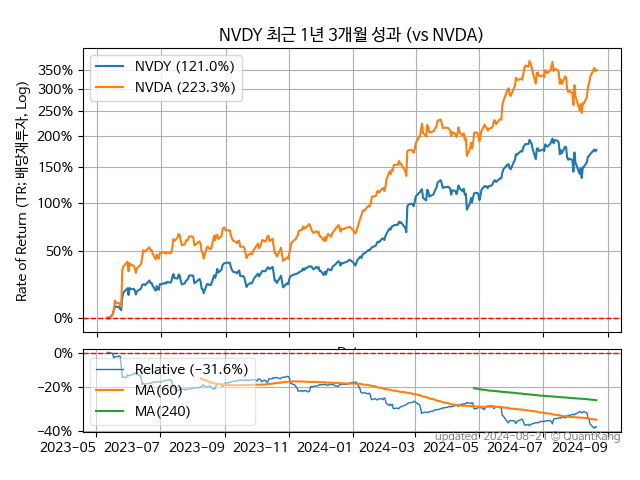 NVDY 최근 1년 3개월 성과 (vs NVDA)
Rate of Return (TR: 배당재투자, Log)
350%
300%
250%
200%
150%
100%
50%
0%
NVDY (121.0%)
NVDA (223.3%)
0%
−20%
−40%
Relative (−31.6%)
MA(60)
MA(240)
updated: 2024-08-21 © QuantKang
2023−05 2023−07 2023−09 2023−11 2024−01 2024−03 2024−05 2024−07 2024−09